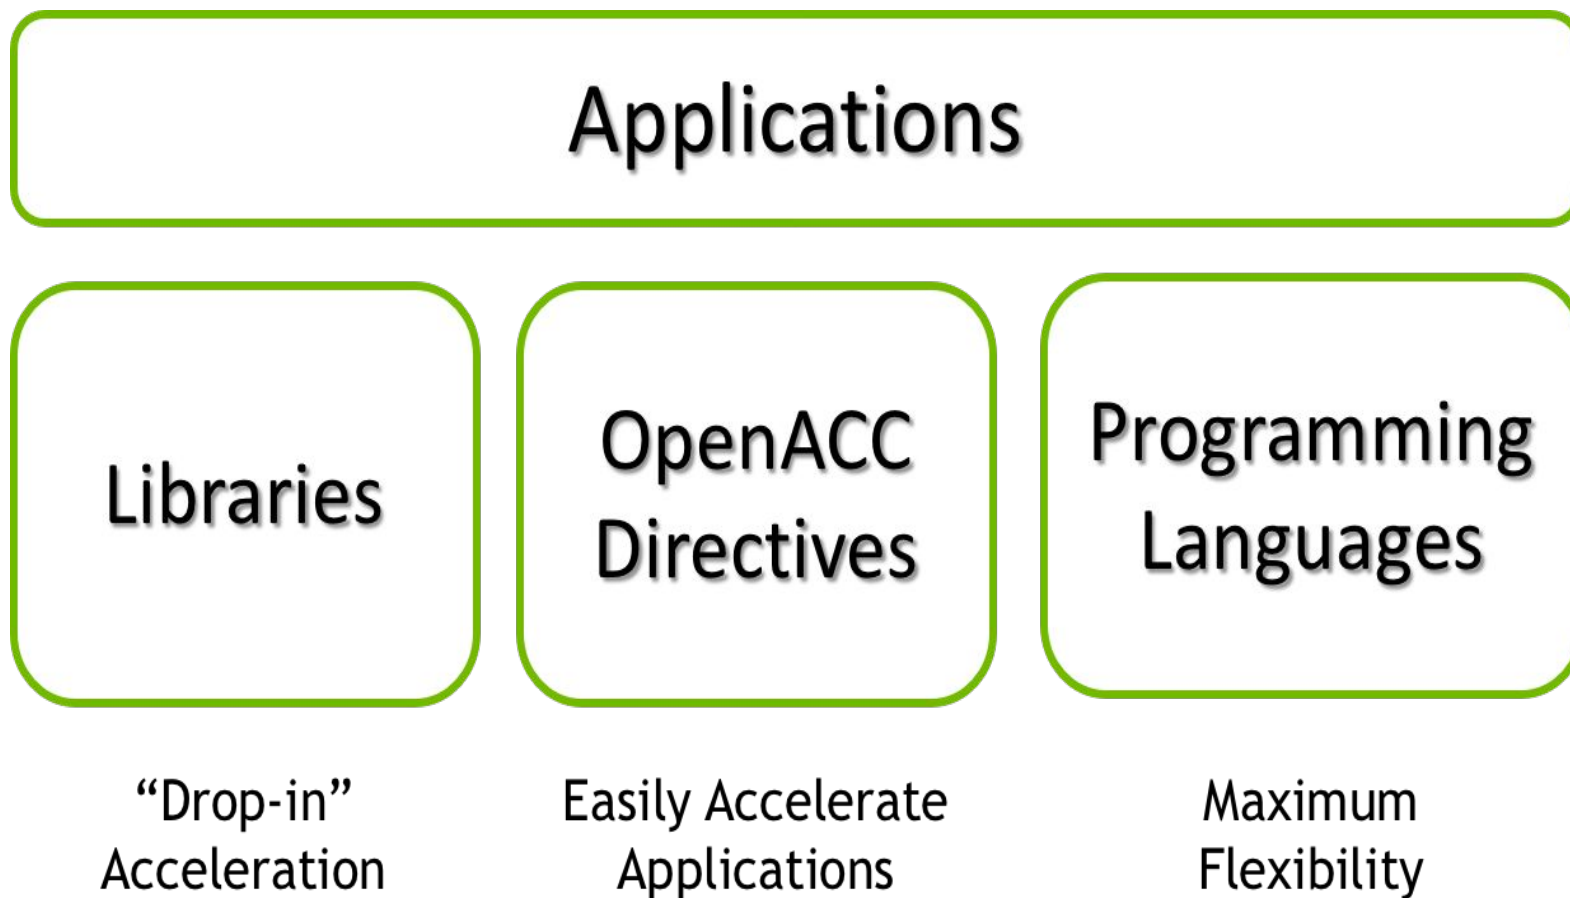 Applications
Libraries
OpenACC
Directives
Programming
Languages
“Drop-in”
Acceleration
Easily Accelerate
Applications
Maximum
Flexibility